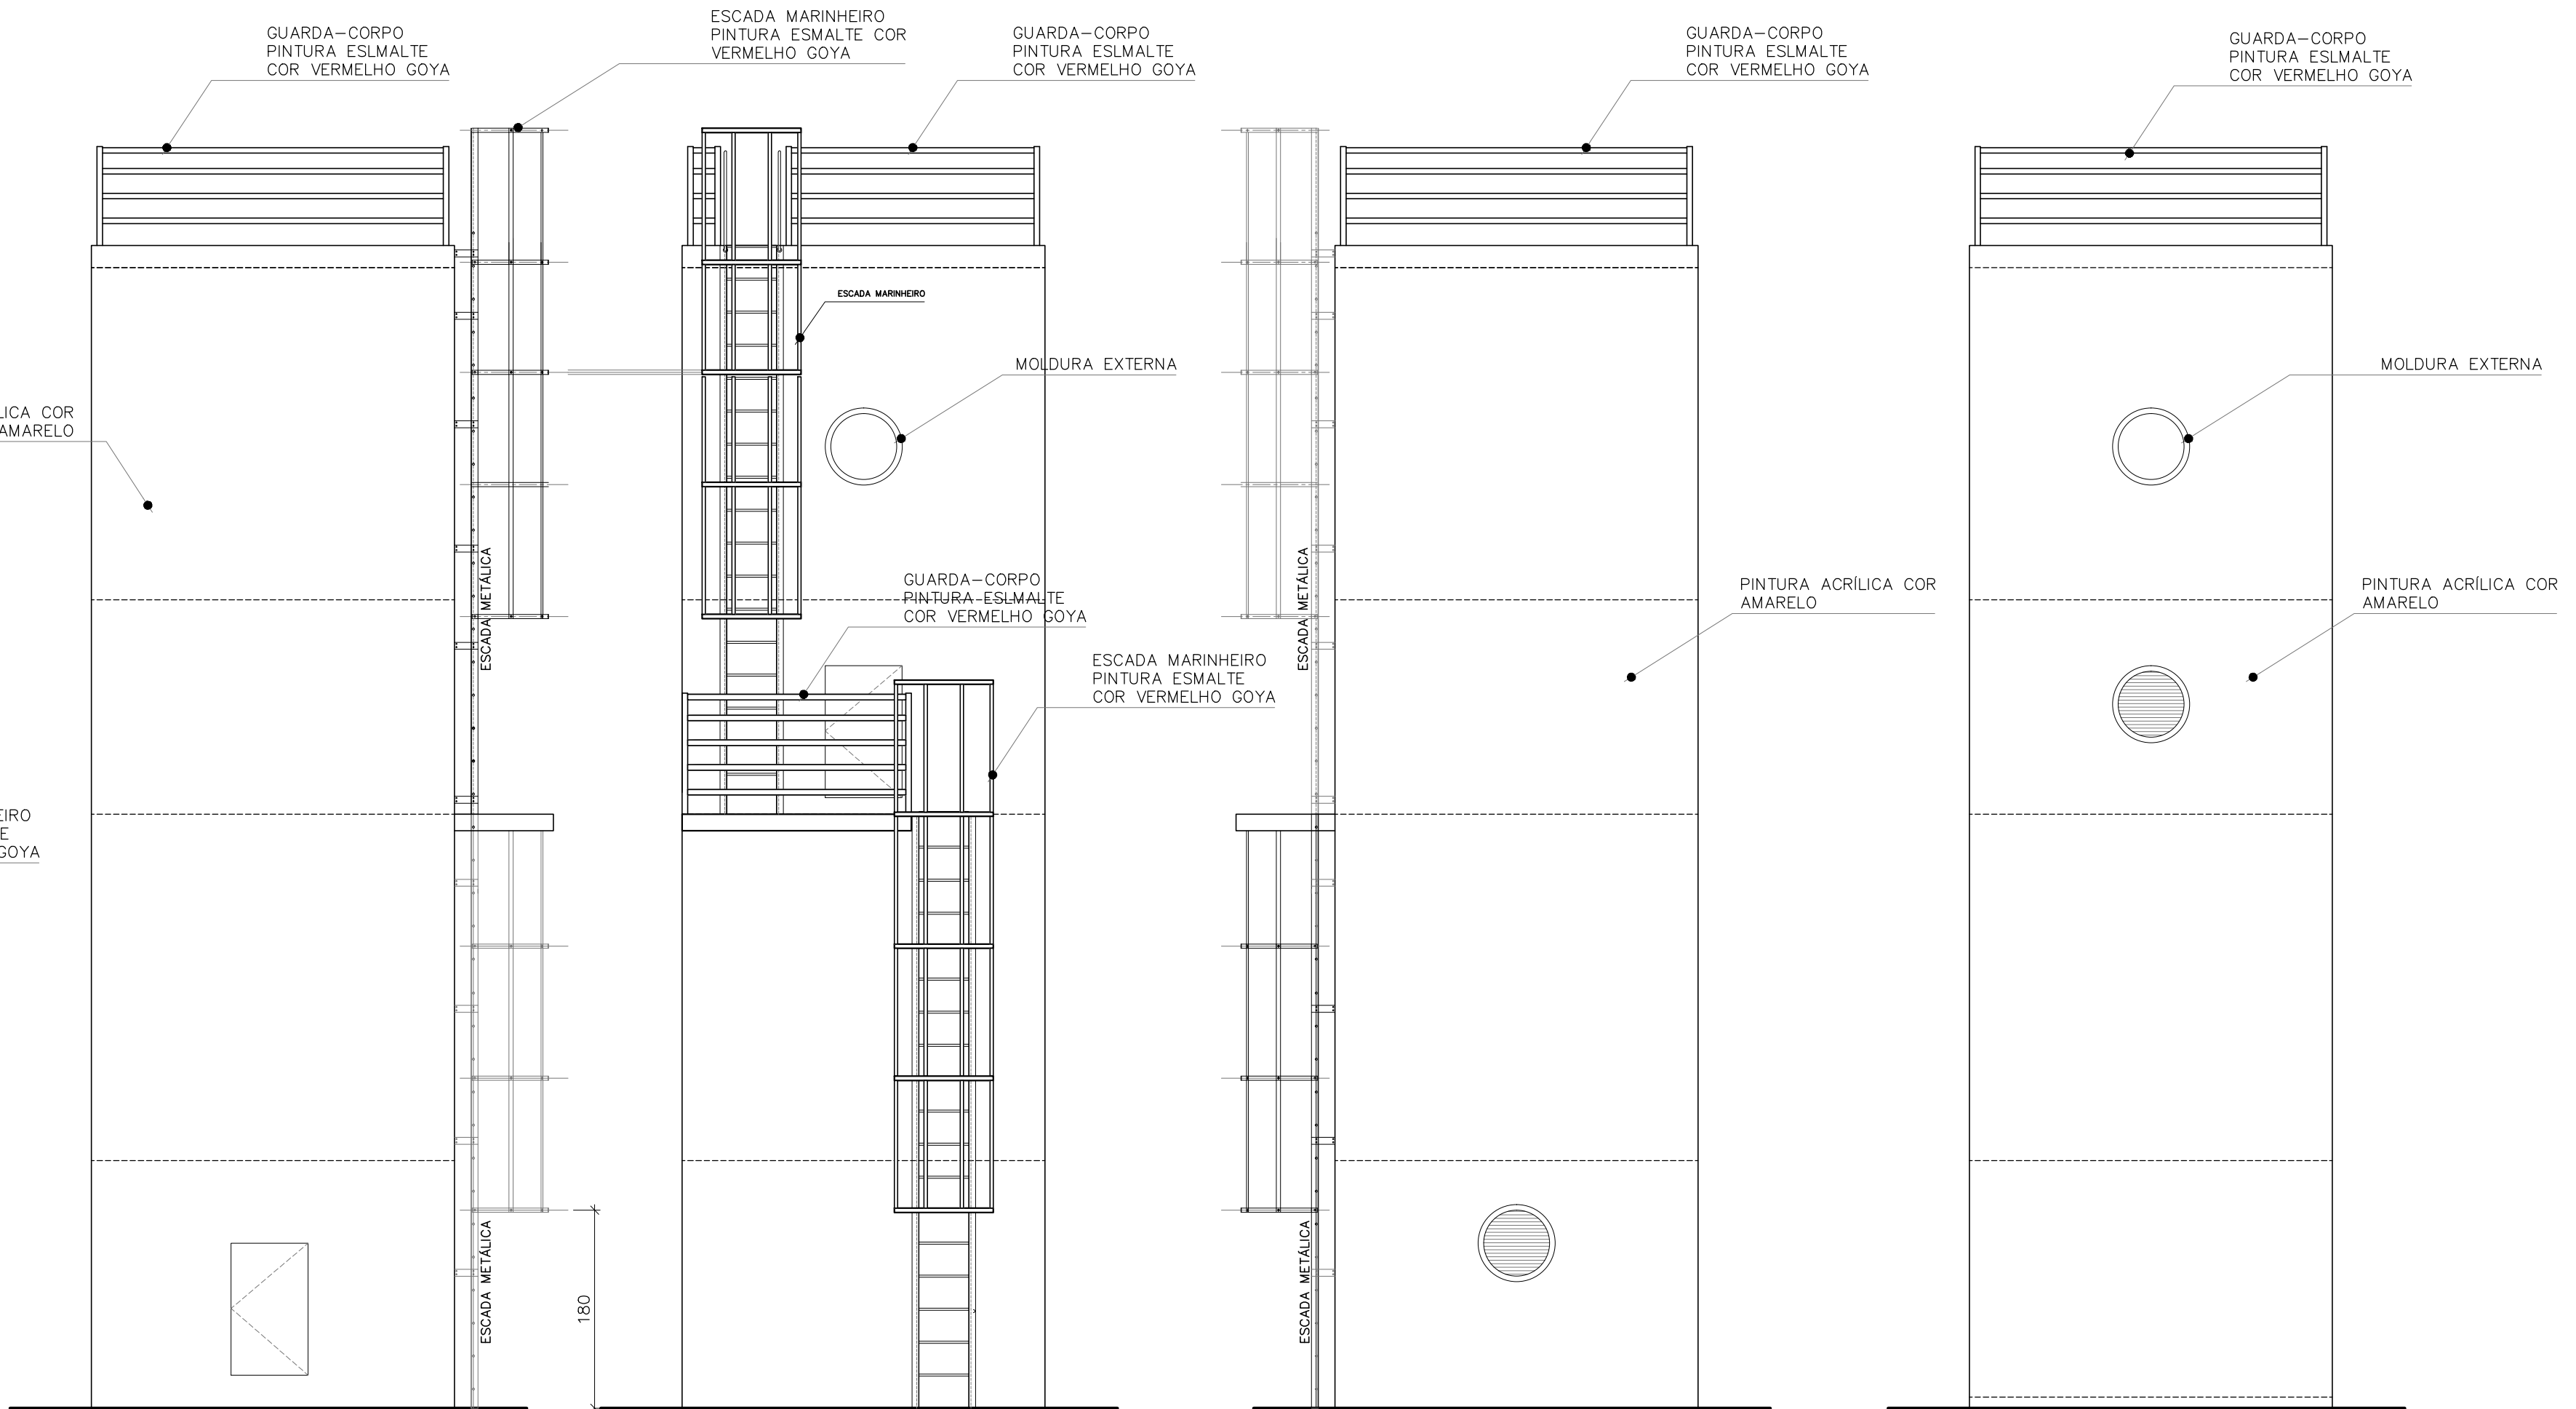 GUARDA-CORPO
PINTURA ESLMALTE
COR VERMELHO GOYA
ESCADA MARINHEIRO
PINTURA ESMALTE COR
VERMELHO GOYA
GUARDA-CORPO
PINTURA ESLMALTE
COR VERMELHO GOYA
GUARDA-CORPO
PINTURA ESLMALTE
COR VERMELHO GOYA
GUARDA-CORPO
PINTURA ESLMALTE
COR VERMELHO GOYA
ESCADA MARINHEIRO
MOLDURA EXTERNA
MOLDURA EXTERNA
LICA COR
AMARELO
ESCADA METÁLICA
GUARDA-CORPO
PINTURA ESLMALTE
COR VERMELHO GOYA
ESCADA METÁLICA
PINTURA ACRÍLICA COR
AMARELO
PINTURA ACRÍLICA COR
AMARELO
ESCADA MARINHEIRO
PINTURA ESMALTE
COR VERMELHO GOYA
EIRO
E
GOYA
ESCADA METÁLICA
180
ESCADA METÁLICA